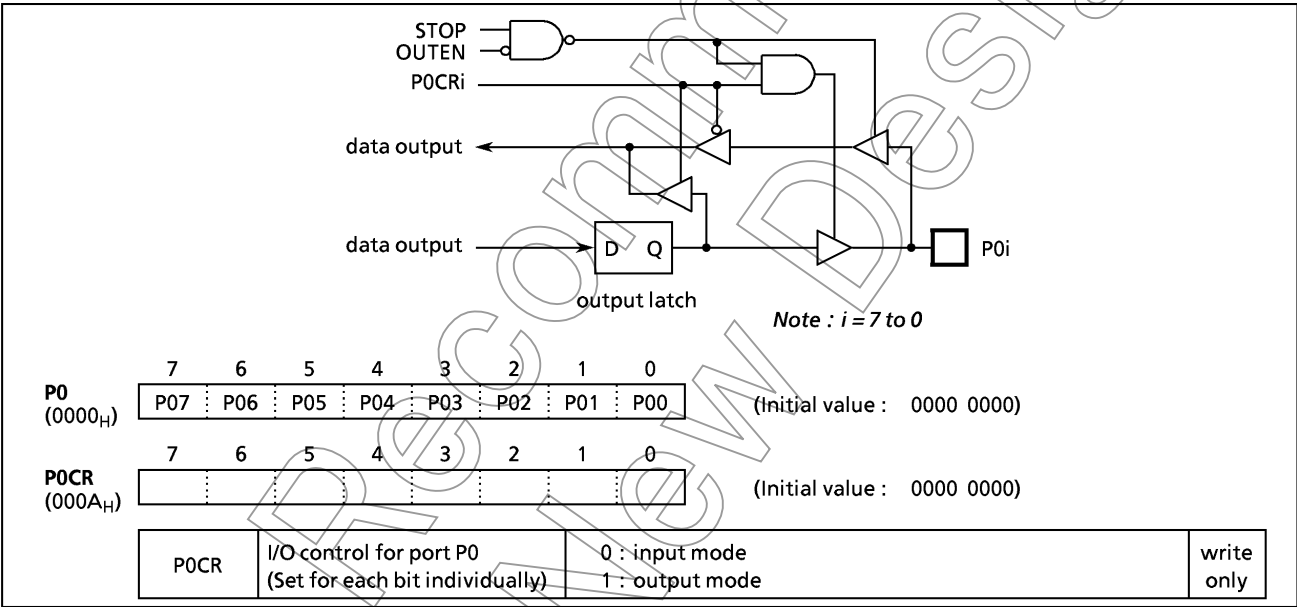 STOP
OUTEN
P0CRi
data output
data output
D Q
P0i
output latch
Note : i = 7 to 0
7 6 5 4 3 2 1 0
P0
(0000H)
P07 P06 P05 P04 P03 P02 P01 P00
(Initial value : 0000 0000)
7 6 5 4 3 2 1 0
P0CR
(000AH)
(Initial value : 0000 0000)
P0CR
I/O control for port P0
(Set for each bit individually)
0 : input mode
1 : output mode
write
only
Recomm
New Desi